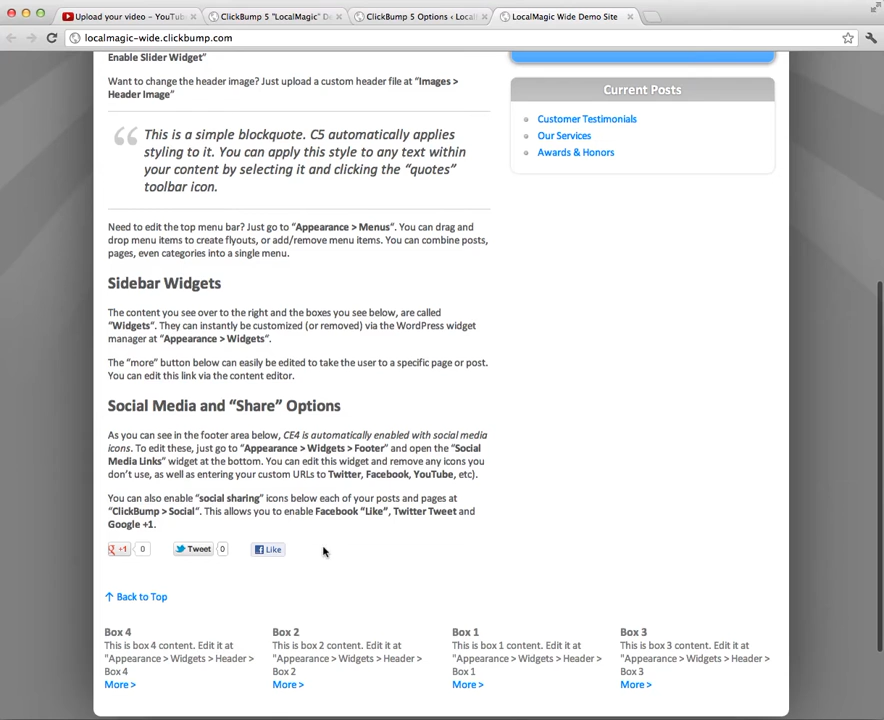 Upload your video – YouTu
ClickBump 5 "LocalMagic" D
ClickBump 5 Options ‹ Local
LocalMagic Wide Demo Site
localmagic-wide.clickbump.com
Enable Slider Widget”
Want to change the header image? Just upload a custom header file at “Images >
Header Image”
This is a simple blockquote. C5 automatically applies
styling to it. You can apply this style to any text within
your content by selecting it and clicking the “quotes”
toolbar icon.
Need to edit the top menu bar? Just go to “Appearance > Menus”. You can drag and
drop menu items to create flyouts, or add/remove menu items. You can combine posts,
pages, even categories into a single menu.
Sidebar Widgets
The content you see over to the right and the boxes you see below, are called
“Widgets”. They can instantly be customized (or removed) via the WordPress widget
manager at “Appearance > Widgets”.
The “more” button below can easily be edited to take the user to a specific page or post.
You can edit this link via the content editor.
Social Media and “Share” Options
As you can see in the footer area below, CE4 is automatically enabled with social media
icons. To edit these, just go to “Appearance > Widgets > Footer” and open the “Social
Media Links” widget at the bottom. You can edit this widget and remove any icons you
don’t use, as well as entering your custom URLs to Twitter, Facebook, YouTube, etc).
You can also enable “social sharing” icons below each of your posts and pages at
“ClickBump > Social”. This allows you to enable Facebook “Like”, Twitter Tweet and
Google +1.
+1 0 Tweet 0 Like
Back to Top
Current Posts
Customer Testimonials
Our Services
Awards & Honors
Box 4
This is box 4 content. Edit it at
"Appearance > Widgets > Header >
Box 4
More >
Box 2
This is box 2 content. Edit it at
"Appearance > Widgets > Header >
Box 2
More >
Box 1
This is box 1 content. Edit it at
"Appearance > Widgets > Header >
Box 1
More >
Box 3
This is box 3 content. Edit it at
"Appearance > Widgets > Header >
Box 3
More >